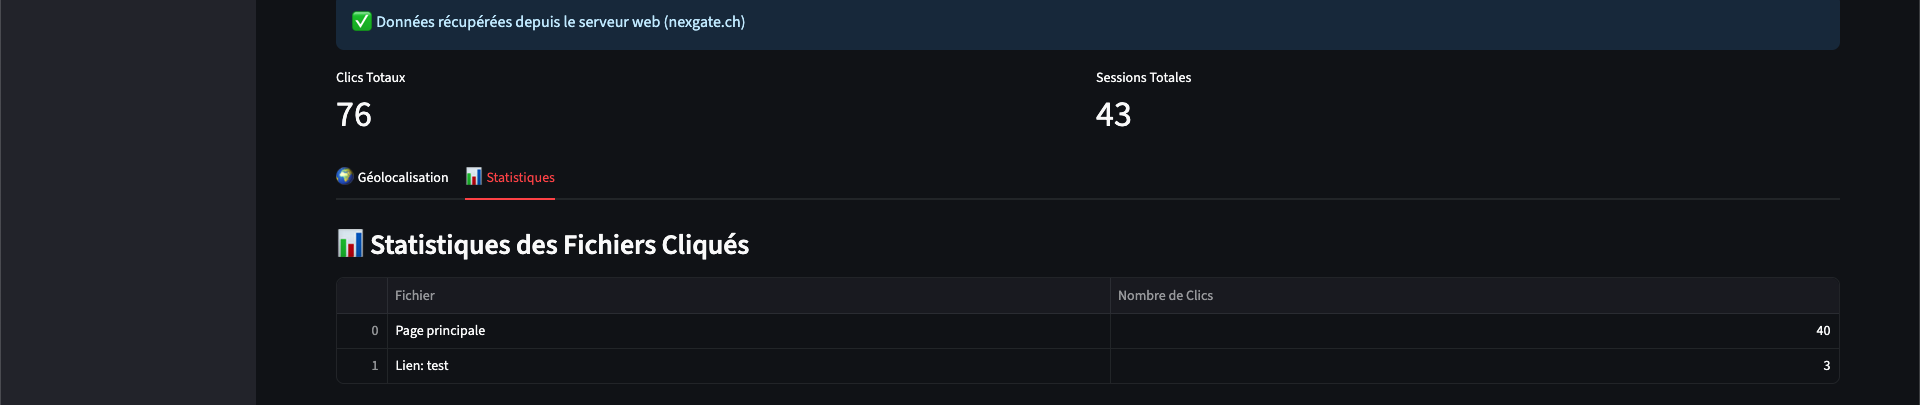 ✅ Données récupérées depuis le serveur web (nexgate.ch)
Clics Totaux
Sessions Totales
76
43
🌍 Géolocalisation
📊 Statistiques
📊 Statistiques des Fichiers Cliqués
Fichier
Nombre de Clics
0 Page principale 40
1 Lien: test 3